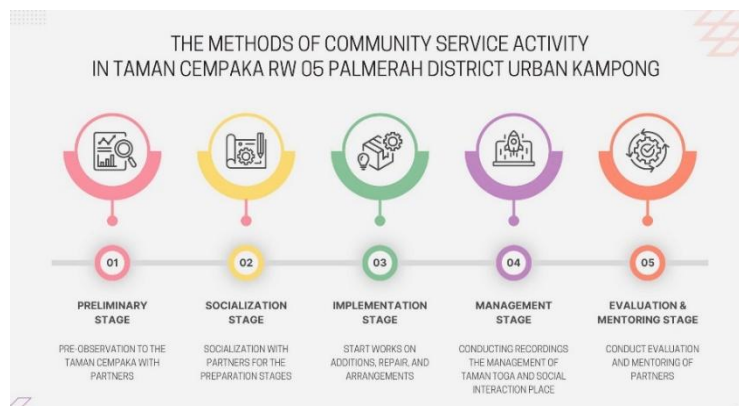 THE METHODS OF COMMUNITY SERVICE ACTIVITY
IN TAMAN CEMPAKA RW 05 PALMERAH DISTRICT URBAN KAMPONG
01
PRELIMINARY
STAGE
PRE-OBSERVATION TO THE
TAMAN CEMPAKA WITH
PARTNERS
02
SOCIALIZATION
STAGE
SOCIALIZATION WITH
PARTNERS FOR THE
PREPARATION STAGES
03
IMPLEMENTATION
STAGE
START WORKS ON
ADDITIONS, REPAIR, AND
ARRANGEMENTS
04
MANAGEMENT
STAGE
CONDUCTING RECORDINGS
THE MANAGEMENT OF
TAMAN TOGA AND SOCIAL
INTERACTION PLACE
05
EVALUATION &
MENTORING STAGE
CONDUCT EVALUATION
AND MENTORING OF
PARTNERS